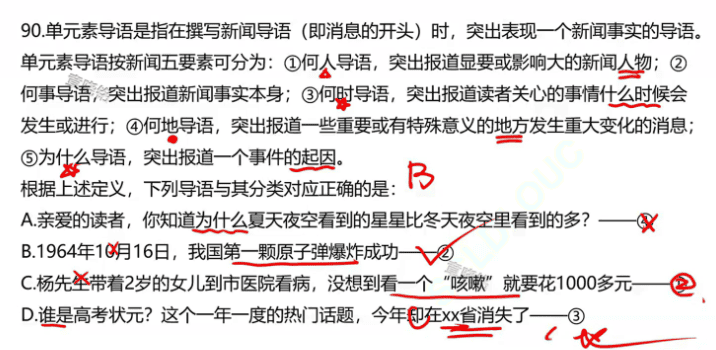 90.单元素导语是指在撰写新闻导语（即消息的开头）时，突出表现一个新闻事实的导语。
单元素导语按新闻五要素可分为：①何人导语，突出报道显要或影响大的新闻人物；②
何事导语，突出报道新闻事实本身；③何时导语，突出报道读者关心的事情什么时候会
发生或进行；④何地导语，突出报道一些重要或有特殊意义的地方发生重大变化的消息；
⑤为什么导语，突出报道一个事件的起因。
根据上述定义，下列导语与其分类对应正确的是： B
A.亲爱的读者，你知道为什么夏天夜空看到的星星比冬天夜空里看到的多？——④
B.1964年10月16日，我国第一颗原子弹爆炸成功——②
C.杨先生带着2岁的女儿到市医院看病，没想到看一个“咳嗽”就要花1000多元——
D.谁是高考状元？这个一年一度的热门话题，今年却在xx省消失了——③